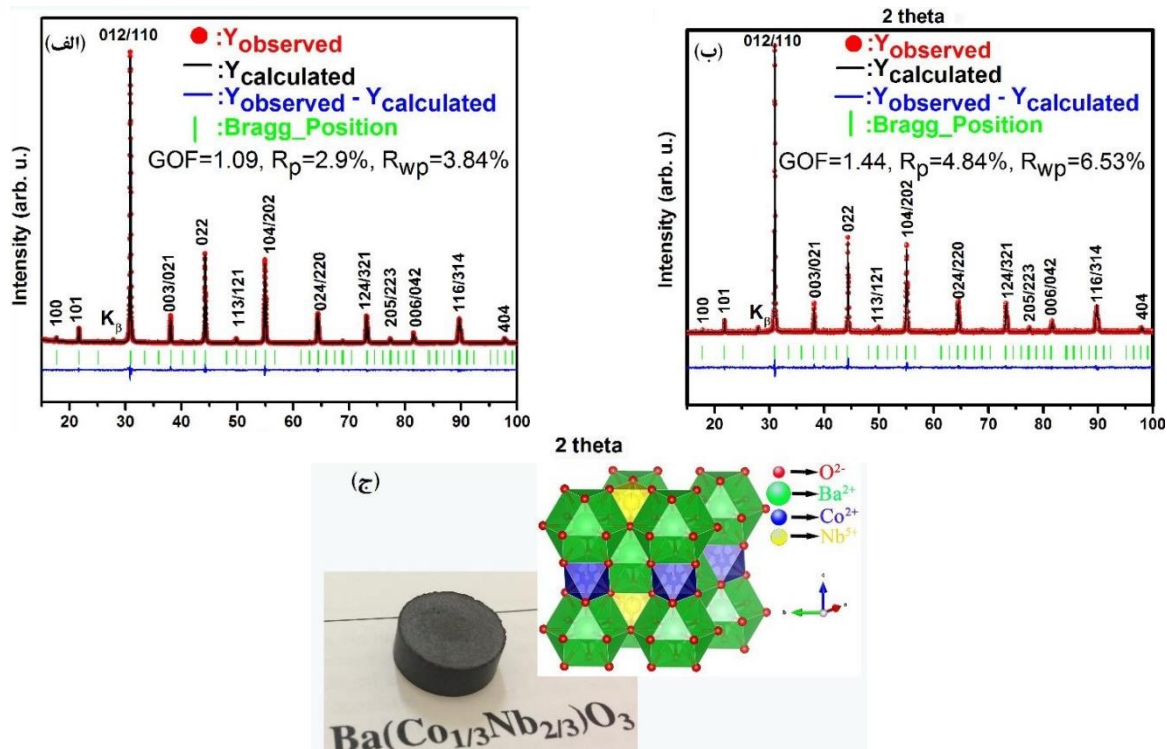 (الف)
012/110
:Yobserved
:Ycalculated
:Yobserved - Ycalculated
:Bragg_Position
GOF=1.09, Rp=2.9%, Rwp=3.84%
Intensity (arb. u.)
100
101
Kβ
003/021
022
113/121
104/202
024/220
124/321
205/223
006/042
116/314
404
20 30 40 50 60 70 80 90 100
2 theta
2 theta
(ب)
012/110
:Yobserved
:Ycalculated
:Yobserved - Ycalculated
:Bragg_Position
GOF=1.44, Rp=4.84%, Rwp=6.53%
Intensity (arb. u.)
100
101
Kβ
003/021
022
113/121
104/202
024/220
124/321
205/223
006/042
116/314
404
20 30 40 50 60 70 80 90 100
(ج)
O2-
Ba2+
Co2+
Nb5+
c
b
a
Ba(Co1/3Nb2/3)O3